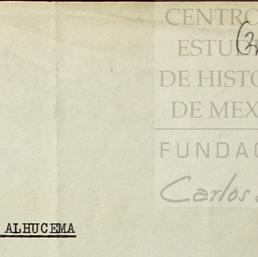 CENTRO
ESTU
DE HISTO
DE MEX
FUNDAC
Carlos
ALHUCEMA